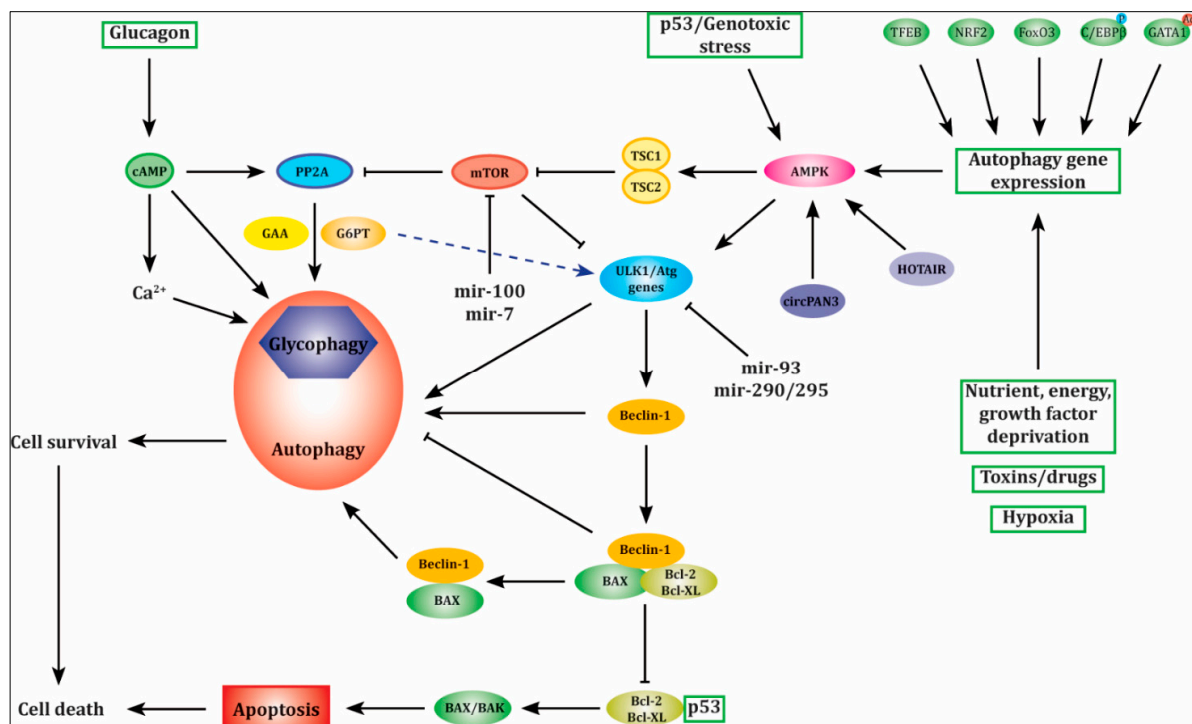 Glucagon
p53/Genotoxic
stress
TFEB
NRF2
FoxO3
C/EBPβ
P
GATA1
cAMP
PP2A
mTOR
TSC1
TSC2
AMPK
Autophagy gene
expression
GAA
G6PT
ULK1/Atg
genes
HOTAIR
circPAN3
Ca²⁺
mir-100
mir-7
Glycophagy
mir-93
mir-290/295
Nutrient, energy,
growth factor
deprivation
Beclin-1
Cell survival
Autophagy
Toxins/drugs
Hypoxia
Beclin-1
BAX
Bcl-2
Bcl-XL
Beclin-1
BAX
Cell death
Apoptosis
BAX/BAK
Bcl-2
Bcl-XL
p53